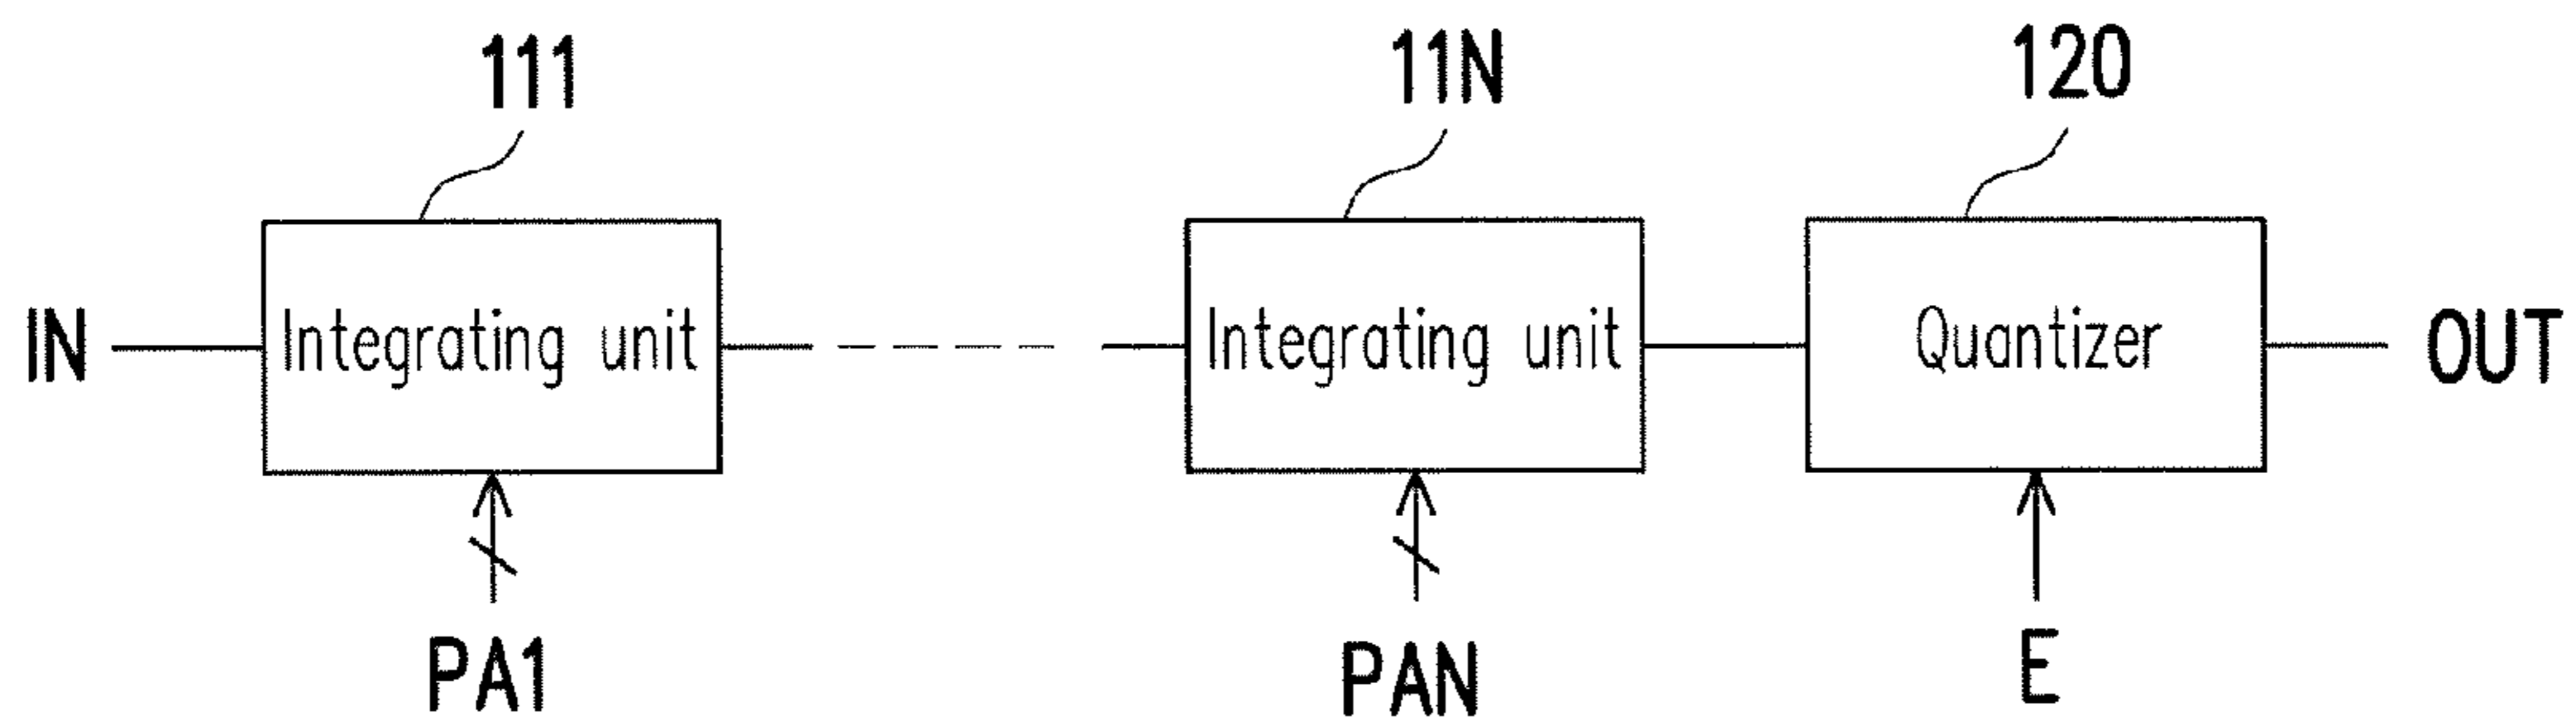 111 11N 120
IN Integrating unit Integrating unit Quantizer OUT
PA1 PAN E